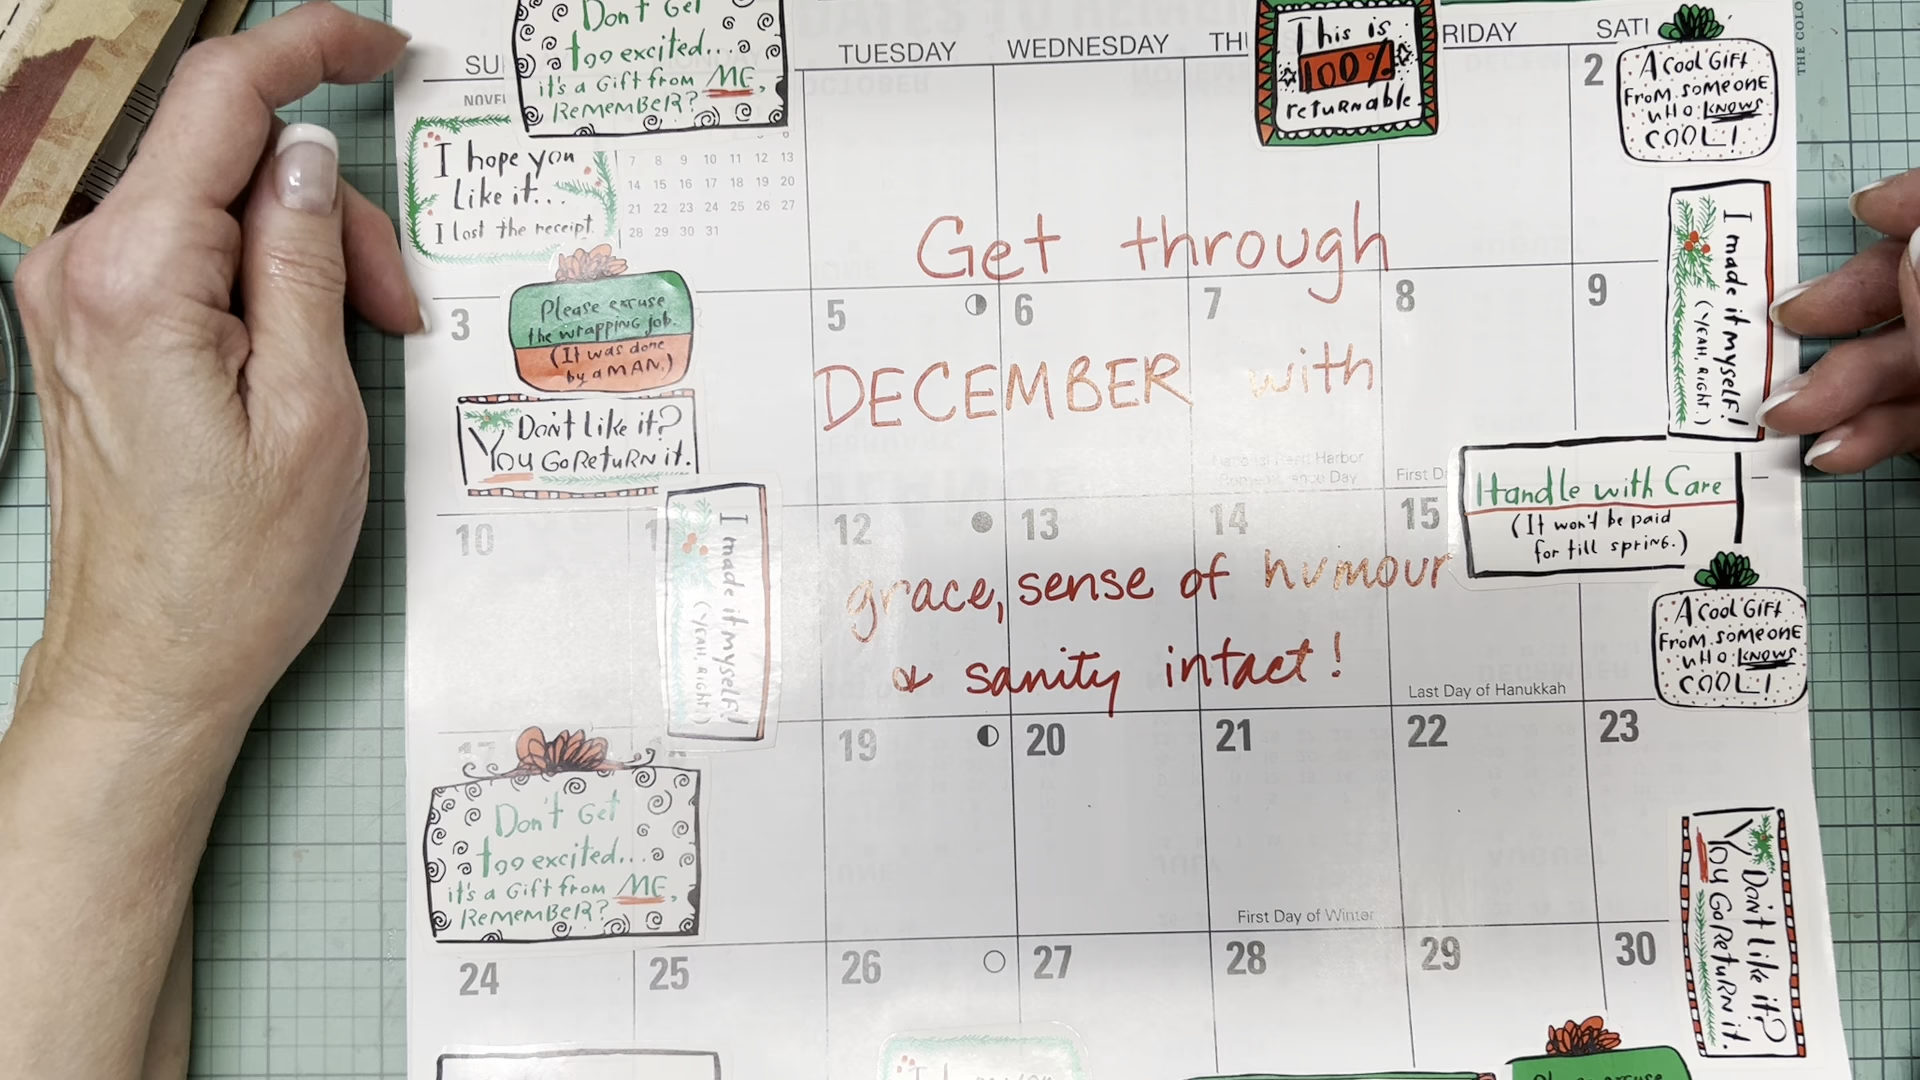 Don't Get
too excited...
it's a Gift from ME,
REMEMBER?
This is
100%
returnable
THE COLO
TUESDAY
WEDNESDAY
SATU
2
A COOL GIFT
FROM SOMEONE
WHO KNOWS
COOL!
I hope you
like it...
I lost the receipt.
7 8 9 10 11 12 13
14 15 16 17 18 19 20
21 22 23 24 25 26 27
28 29 30 31
Get through
I made it myself!
(YEAH, RIGHT.)
3
Please excuse
the wrapping job.
(It was done
by a MAN.)
5
6
7
8
9
DECEMBER with
Don't like it?
You Go Return it.
First D
Handle with Care
(It won't be paid
for till spring.)
10
12
13
14
15
I made it myself!
(YEAH, RIGHT.)
grace, sense of humour
& sanity intact!
Last Day of Hanukkah
A COOL GIFT
FROM SOMEONE
WHO KNOWS
COOL!
17
19
20
21
22
23
Don't Get
too excited...
it's a Gift from ME,
REMEMBER?
First Day of Winter
Don't like it?
You Go Return it.
24
25
26
27
28
29
30